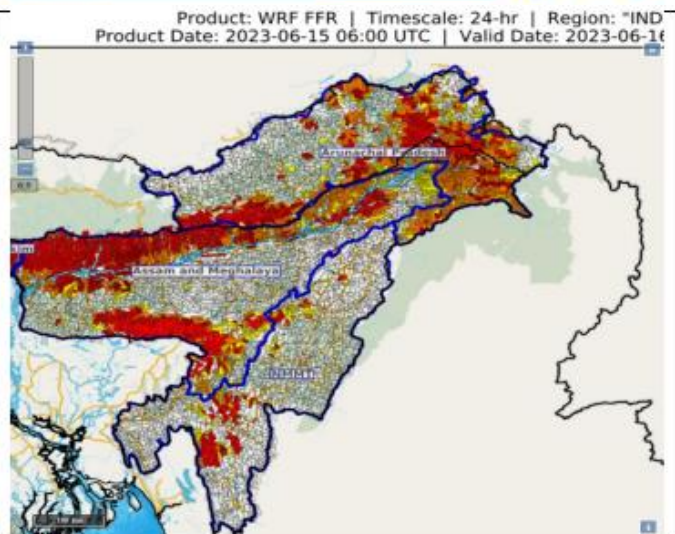 Product: WRF FFR | Timescale: 24-hr | Region: "IND
Product Date: 2023-06-15 06:00 UTC | Valid Date: 2023-06-16
Arunachal Pradesh
Assam and Meghalaya